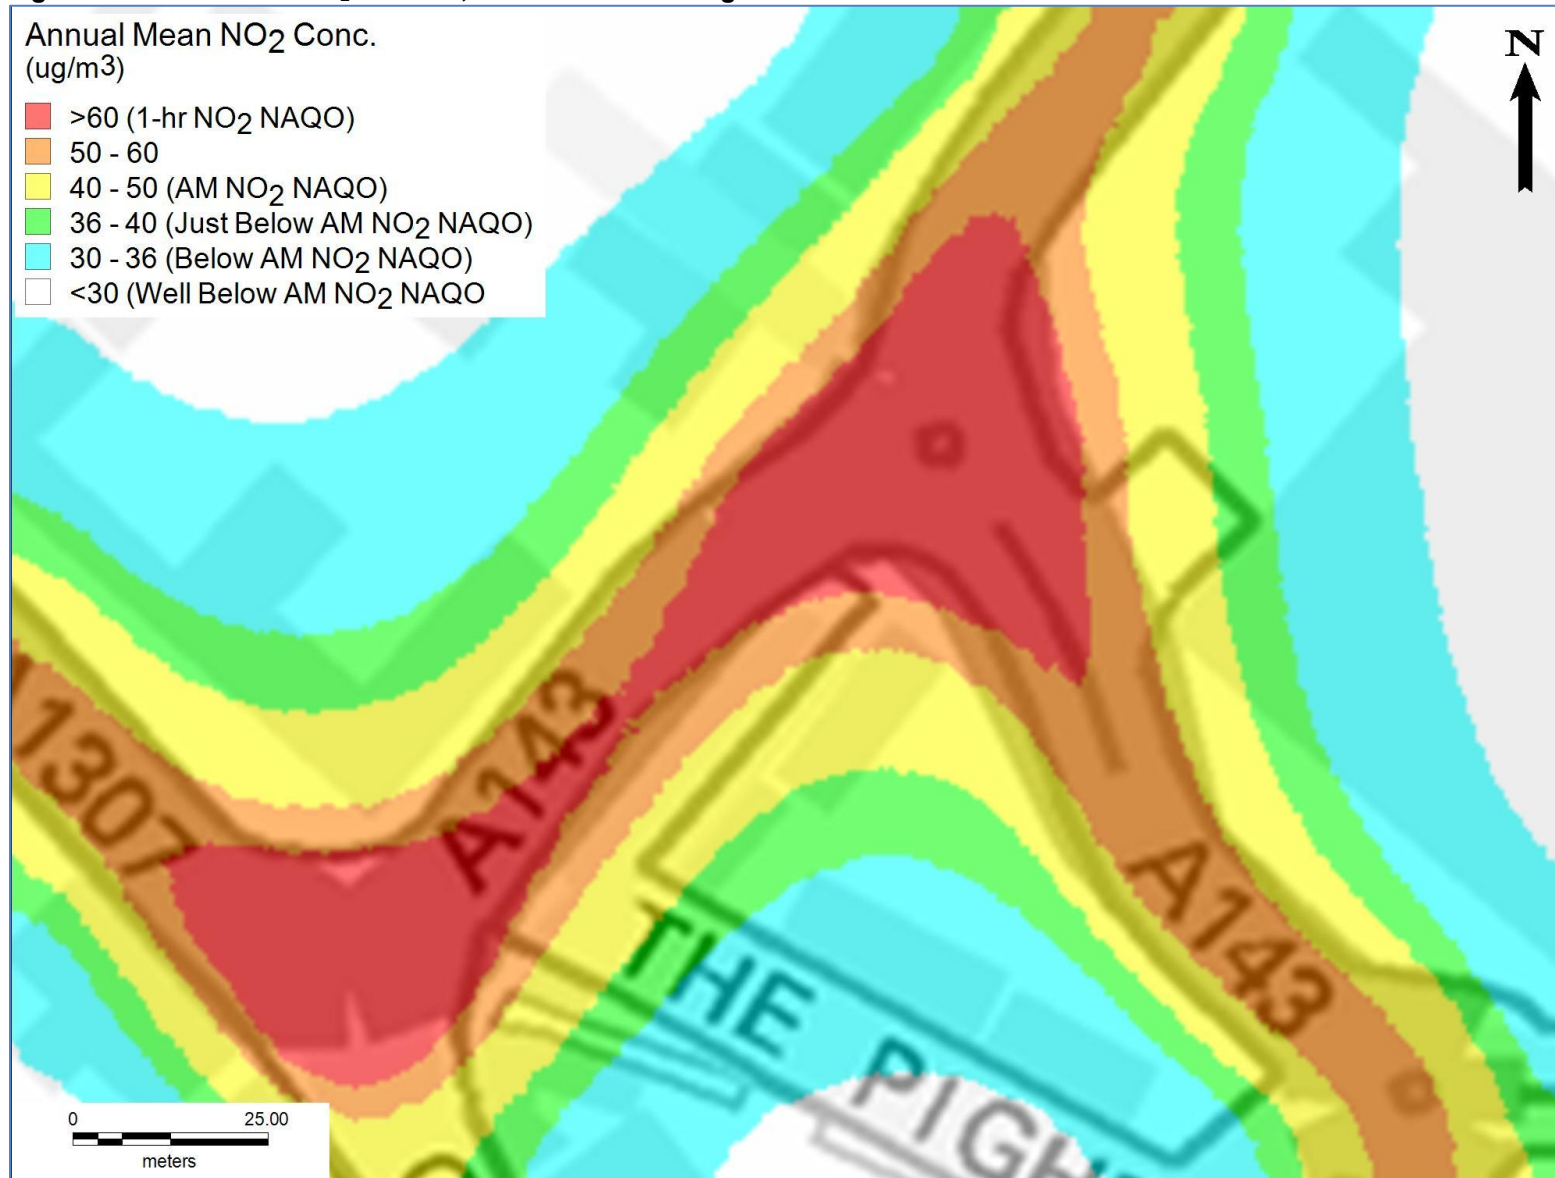 Annual Mean NO2 Conc.
(ug/m3)
>60 (1-hr NO2 NAQO)
50 - 60
40 - 50 (AM NO2 NAQO)
36 - 40 (Just Below AM NO2 NAQO)
30 - 36 (Below AM NO2 NAQO)
<30 (Well Below AM NO2 NAQO
N
A143
1307
A143
THE PIGH
0 25.00
meters